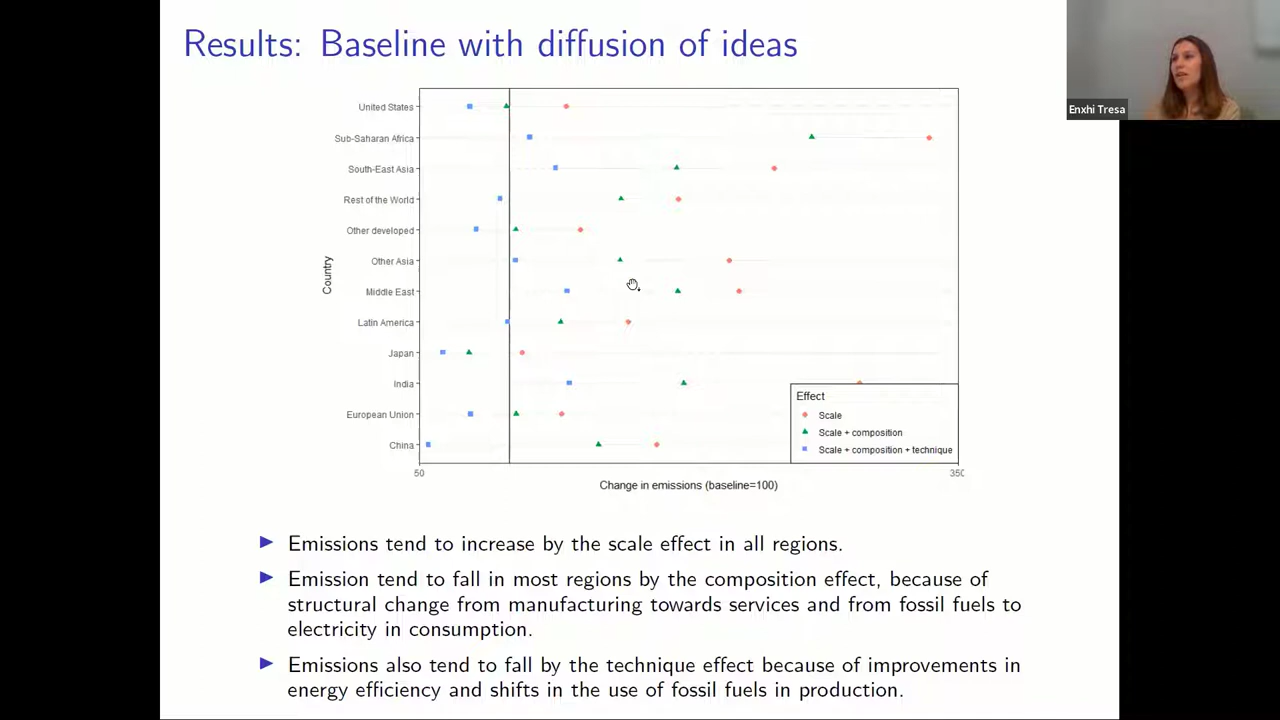 Results: Baseline with diffusion of ideas
Enxhi Tresa
United States
Sub-Saharan Africa
South-East Asia
Rest of the World
Other developed
Other Asia
Middle East
Latin America
Japan
India
European Union
China
Country
Effect
Scale
Scale + composition
Scale + composition + technique
50
350
Change in emissions (baseline=100)
Emissions tend to increase by the scale effect in all regions.
Emission tend to fall in most regions by the composition effect, because of
structural change from manufacturing towards services and from fossil fuels to
electricity in consumption.
Emissions also tend to fall by the technique effect because of improvements in
energy efficiency and shifts in the use of fossil fuels in production.